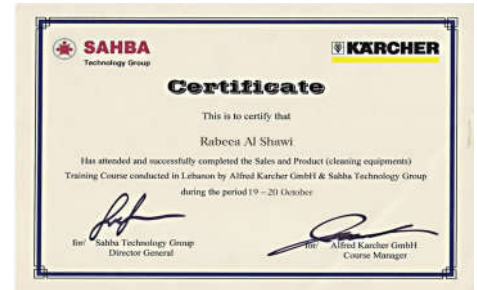 SAHBA
Technology Group
KARCHER
Certificate
This is to certify that
Rabeea Al Shawi
Has attended and successfully completed the Sales and Product (cleaning equipments)
Training Course conducted in Lebanon by Alfred Karcher GmbH & Sahba Technology Group
during the period 19 – 20 October
for/ Sahba Technology Group
Director General
for/ Alfred Karcher GmbH
Course Manager